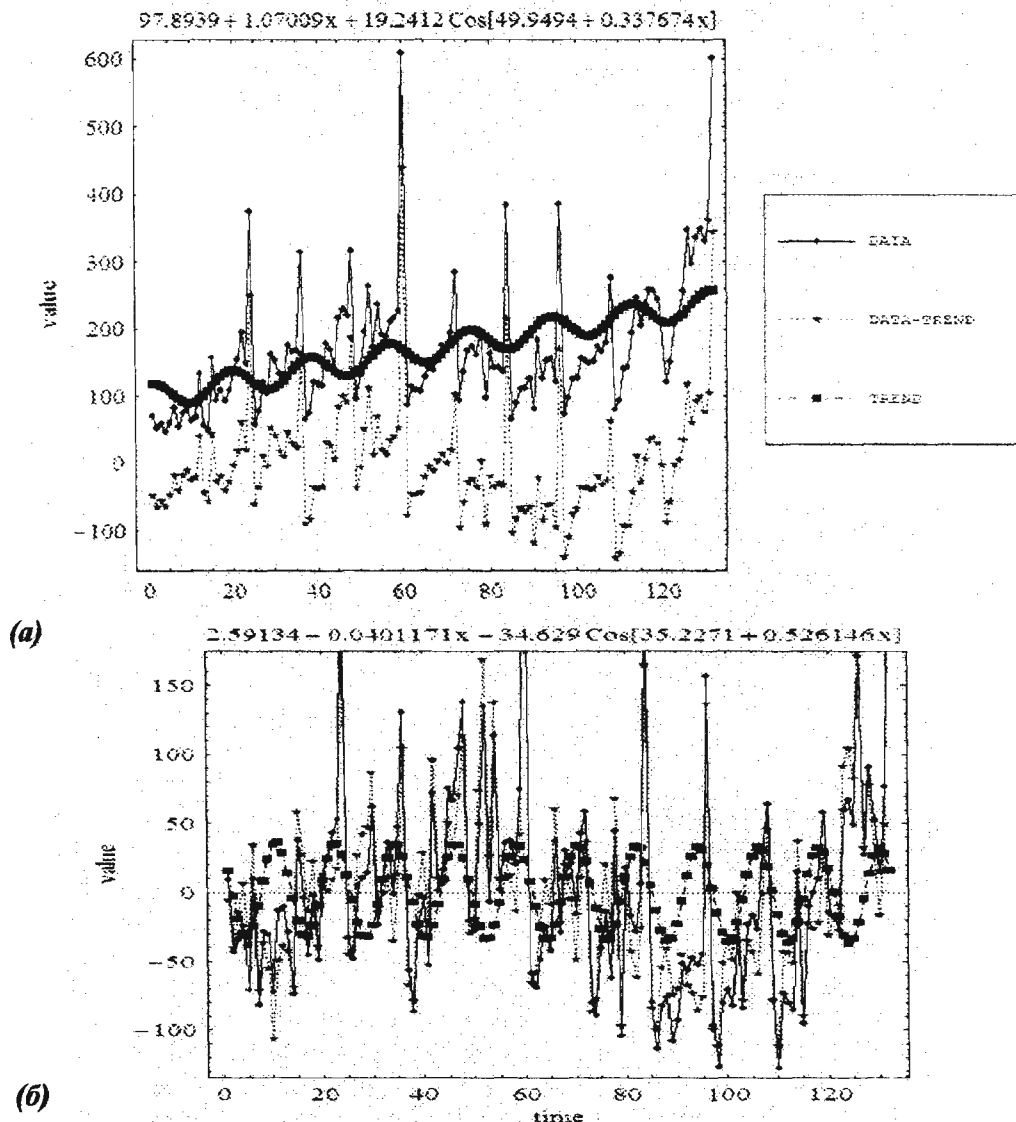 97.8939 + 1.07009x + 19.2412 Cos[49.9494 + 0.337674x]
600
500
400
300
200
100
0
−100
value
0 20 40 60 80 100 120
DATA
DATA-TREND
TREND
(а)
2.59134 − 0.0401171x − 34.629 Cos[35.2271 + 0.526146x]
150
100
50
0
−50
−100
value
0 20 40 60 80 100 120
time
(б)